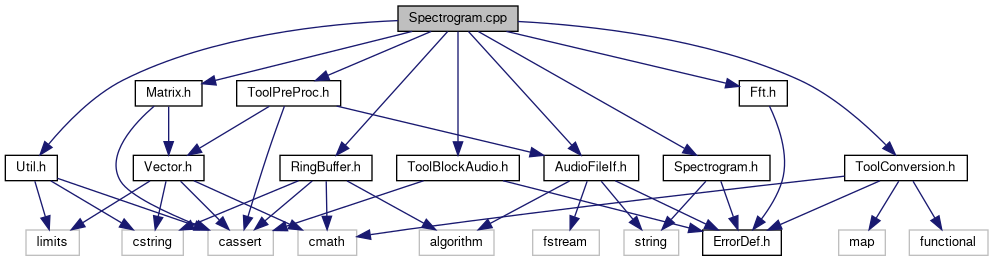 Spectrogram.cpp
Matrix.h
ToolPreProc.h
Fft.h
Util.h
Vector.h
RingBuffer.h
ToolBlockAudio.h
AudioFileIf.h
Spectrogram.h
ToolConversion.h
limits
cstring
cassert
cmath
algorithm
fstream
string
ErrorDef.h
map
functional